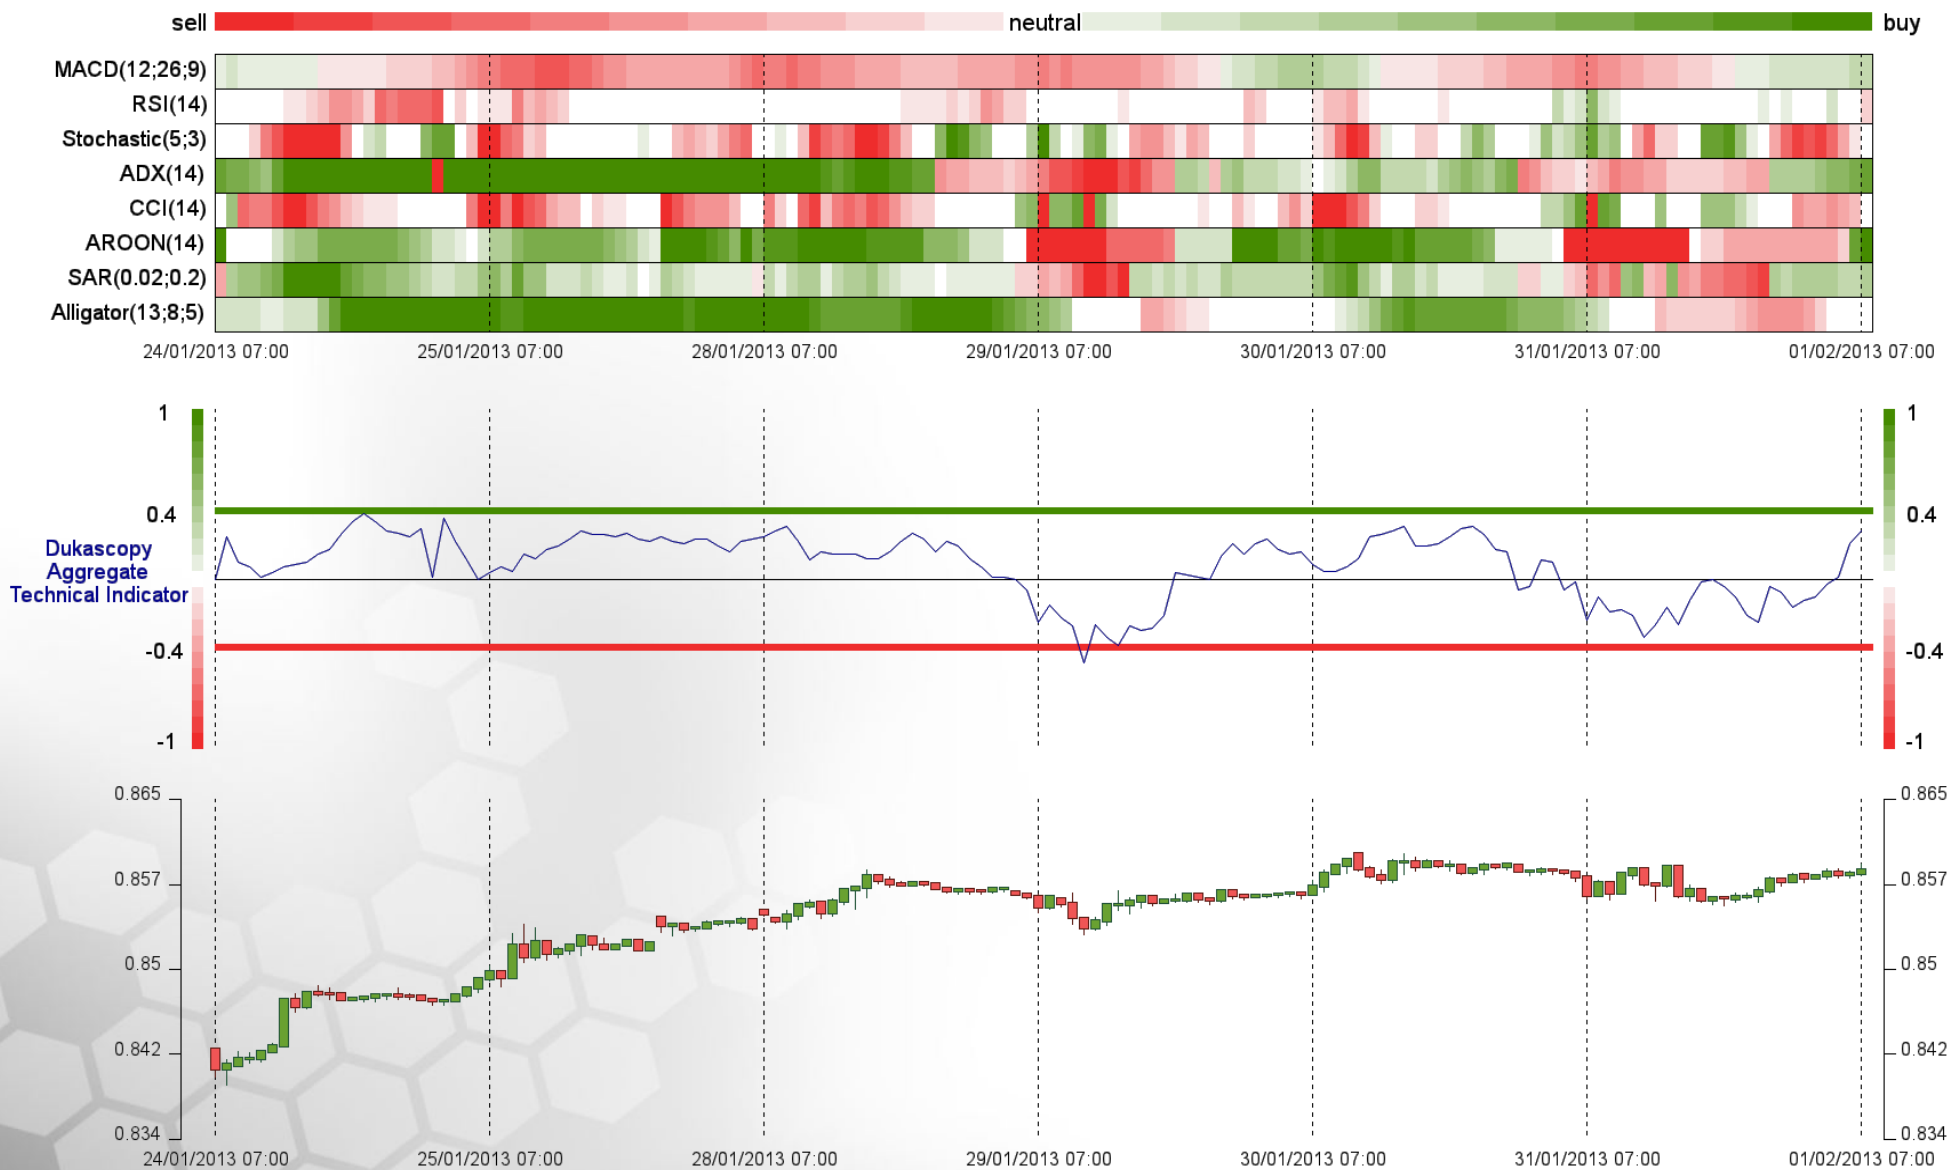 sell neutral buy
MACD(12;26;9)
RSI(14)
Stochastic(5;3)
ADX(14)
CCI(14)
AROON(14)
SAR(0.02;0.2)
Alligator(13;8;5)
24/01/2013 07:00 25/01/2013 07:00 28/01/2013 07:00 29/01/2013 07:00 30/01/2013 07:00 31/01/2013 07:00 01/02/2013 07:00
1 1
0.4 0.4
Dukascopy
Aggregate
Technical Indicator
-0.4 -0.4
-1 -1
0.865 0.865
0.857 0.857
0.85 0.85
0.842 0.842
0.834 0.834
24/01/2013 07:00 25/01/2013 07:00 28/01/2013 07:00 29/01/2013 07:00 30/01/2013 07:00 31/01/2013 07:00 01/02/2013 07:00